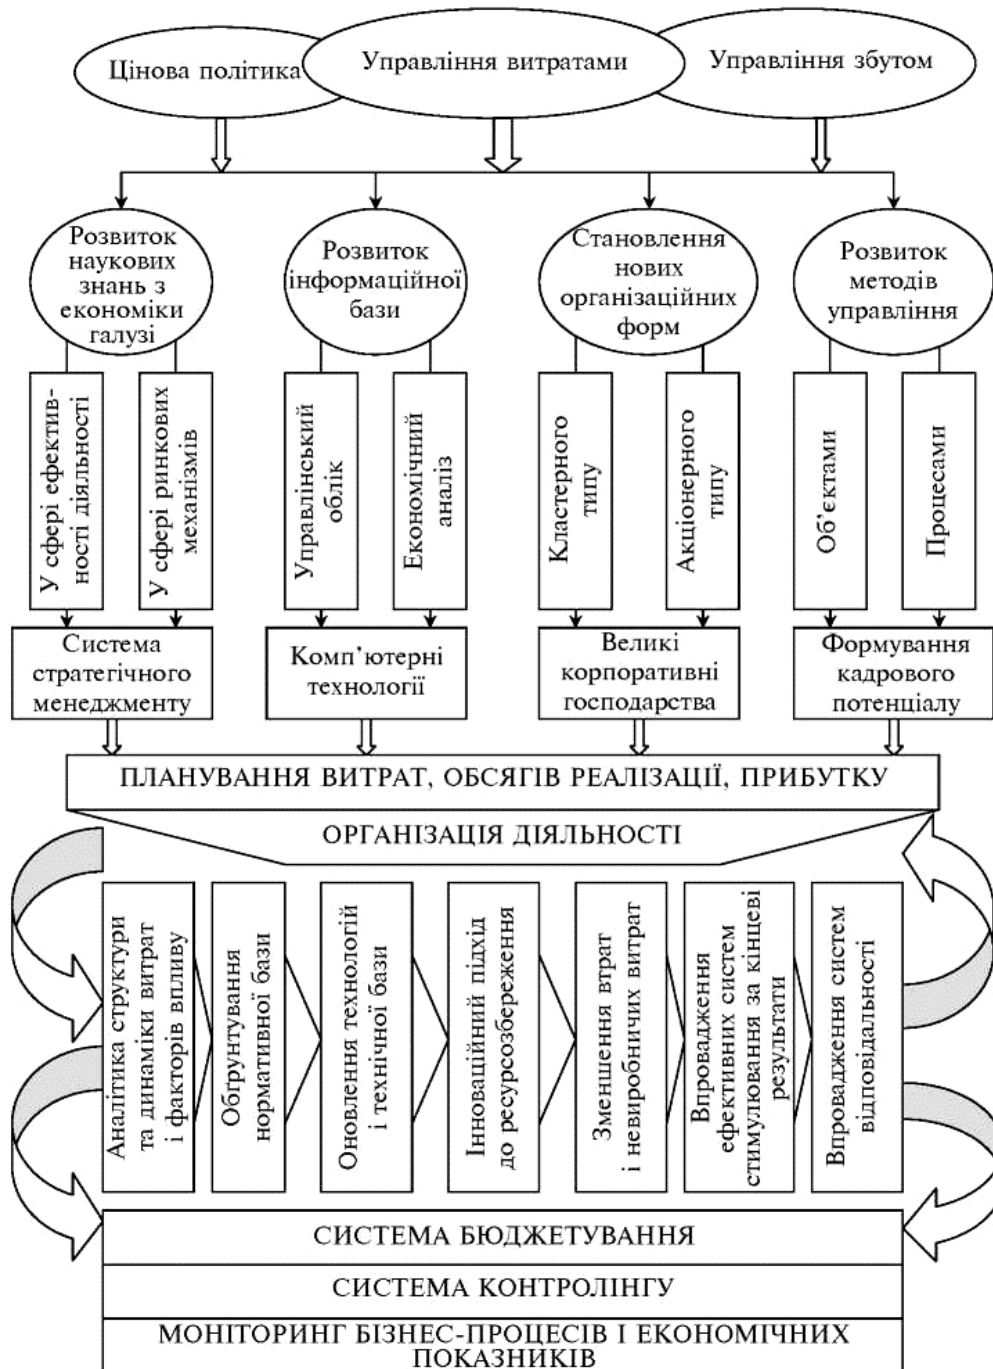 Цінова політика
Управління витратами
Управління збутом
Розвиток
наукових
знань з
економіки
галузі
Розвиток
інформаційної
бази
Становлення
нових
організаційних
форм
Розвиток
методів
управління
У сфері ефектив-
ності діяльності
У сфері ринкових
механізмів
Управлінський
облік
Економічний
аналіз
Кластерного
типу
Акціонерного
типу
Об’єктами
Процесами
Система
стратегічного
менеджменту
Комп’ютерні
технології
Великі
корпоративні
господарства
Формування
кадрового
потенціалу
ПЛАНУВАННЯ ВИТРАТ, ОБСЯГІВ РЕАЛІЗАЦІЇ, ПРИБУТКУ
ОРГАНІЗАЦІЯ ДІЯЛЬНОСТІ
Аналітика структури
та динаміки витрат
і факторів впливу
Обґрунтування
нормативної бази
Оновлення технологій
і технічної бази
Інноваційний підхід
до ресурсозбереження
Зменшення втрат
і невиробничих витрат
Впровадження
ефективних систем
стимулювання за кінцеві
результати
Впровадження систем
відповідальності
СИСТЕМА БЮДЖЕТУВАННЯ
СИСТЕМА КОНТРОЛІНГУ
МОНІТОРИНГ БІЗНЕС-ПРОЦЕСІВ І ЕКОНОМІЧНИХ
ПОКАЗНИКІВ